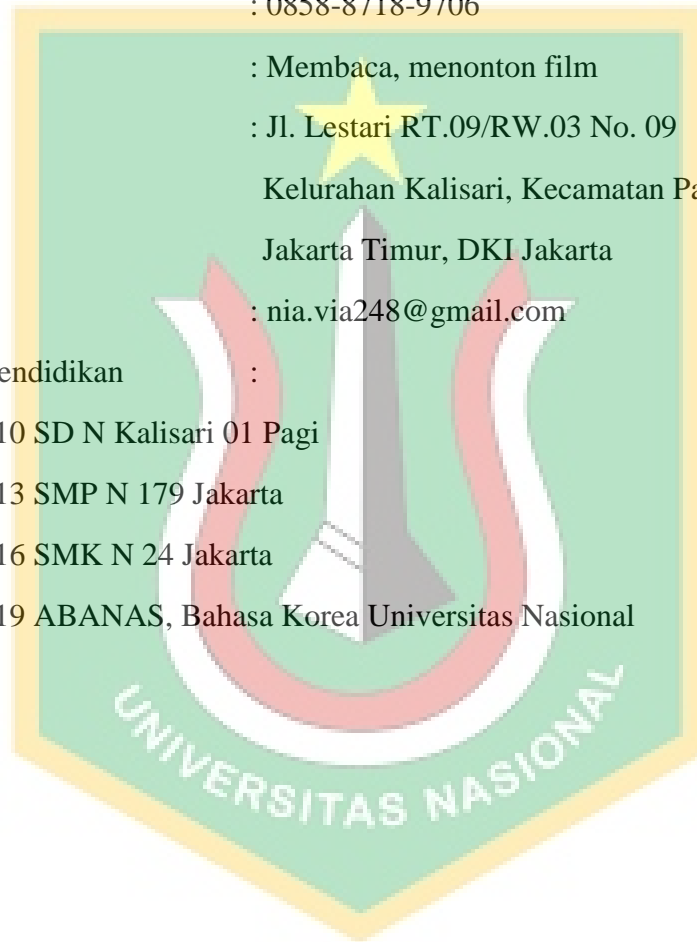 : 0858-8718-9706
: Membaca, menonton film
: Jl. Lestari RT.09/RW.03 No. 09
Kelurahan Kalisari, Kecamatan Pa
Jakarta Timur, DKI Jakarta
: nia.via248@gmail.com
endidikan :
10 SD N Kalisari 01 Pagi
13 SMP N 179 Jakarta
16 SMK N 24 Jakarta
19 ABANAS, Bahasa Korea Universitas Nasional
UNIVERSITAS NASIONAL